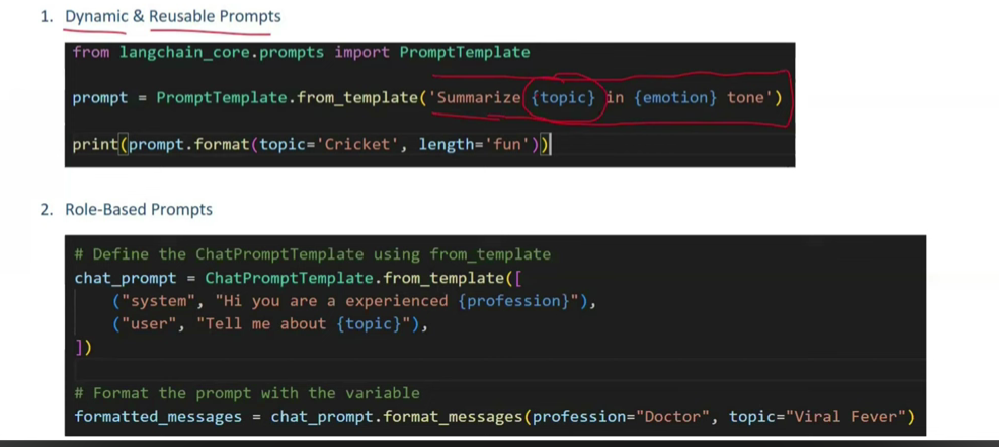 1. Dynamic & Reusable Prompts
from langchain_core.prompts import PromptTemplate
prompt = PromptTemplate.from_template('Summarize {topic} in {emotion} tone')
print(prompt.format(topic='Cricket', length='fun'))
2. Role-Based Prompts
# Define the ChatPromptTemplate using from_template
chat_prompt = ChatPromptTemplate.from_template([
("system", "Hi you are a experienced {profession}"),
("user", "Tell me about {topic}"),
])
# Format the prompt with the variable
formatted_messages = chat_prompt.format_messages(profession="Doctor", topic="Viral Fever")